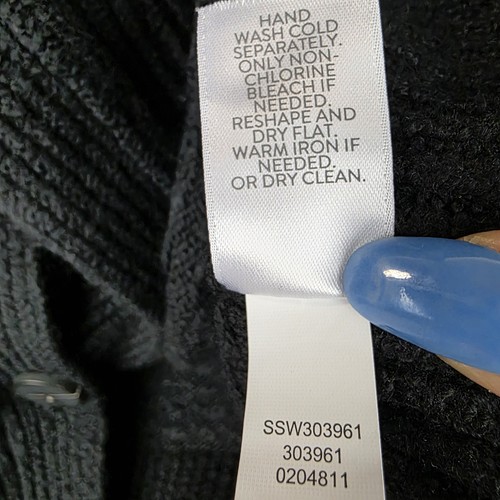 HAND
WASH COLD
SEPARATELY.
ONLY NON-
CHLORINE
BLEACH IF
NEEDED.
RESHAPE AND
DRY FLAT.
WARM IRON IF
NEEDED.
OR DRY CLEAN.
SSW303961
303961
0204811